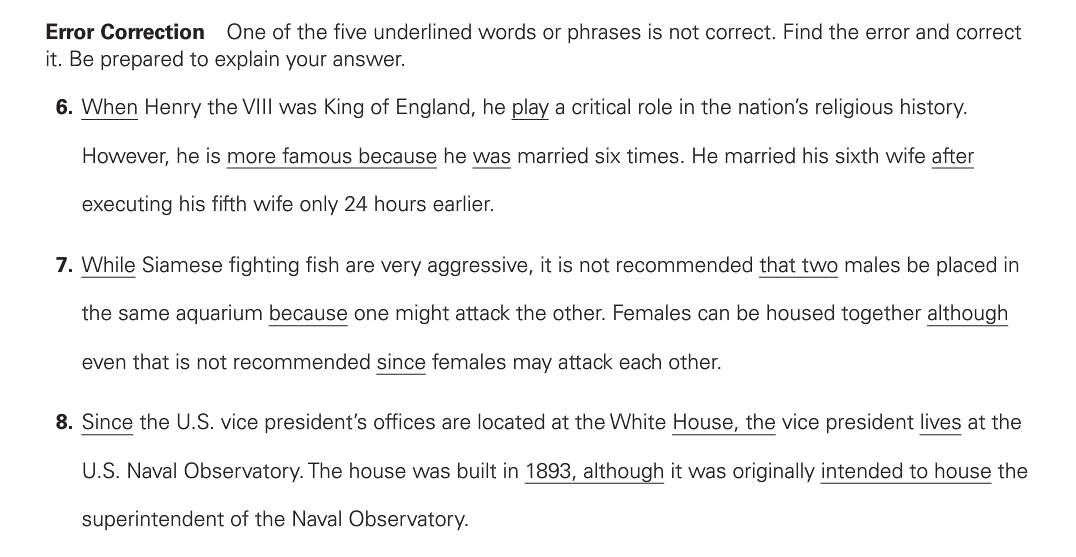 Error Correction One of the five underlined words or phrases is not correct. Find the error and correct
it. Be prepared to explain your answer.
6. When Henry the VIII was King of England, he play a critical role in the nation's religious history.
However, he is more famous because he was married six times. He married his sixth wife after
executing his fifth wife only 24 hours earlier.
7. While Siamese fighting fish are very aggressive, it is not recommended that two males be placed in
the same aquarium because one might attack the other. Females can be housed together although
even that is not recommended since females may attack each other.
8. Since the U.S. vice president's offices are located at the White House, the vice president lives at the
U.S. Naval Observatory. The house was built in 1893, although it was originally intended to house the
superintendent of the Naval Observatory.